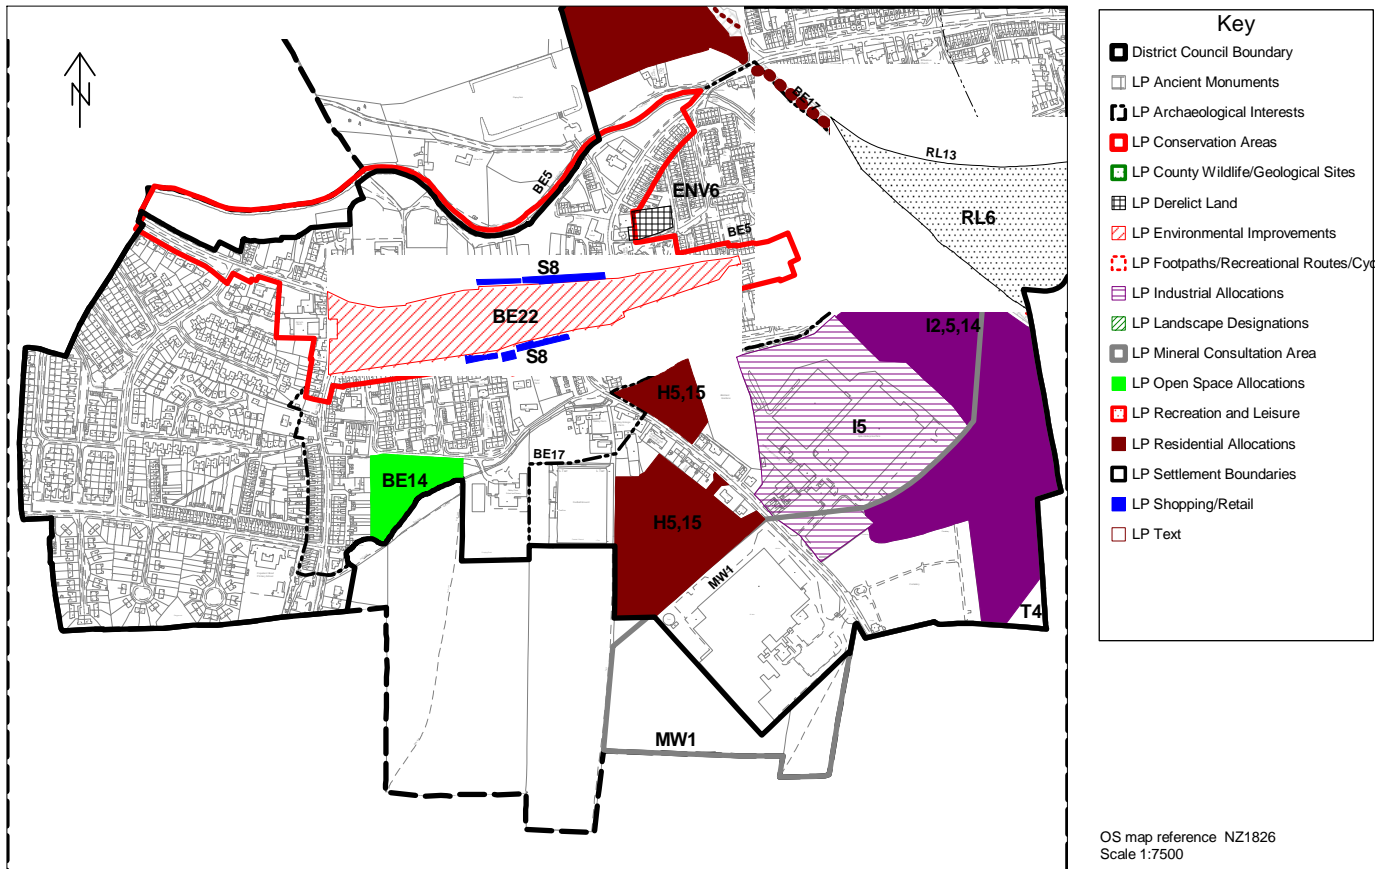 N
BE17
RL13
RL6
ENV6
BE5
BE5
S8
BE22
S8
I2,5,14
H5,15
I5
BE17
BE14
H5,15
MW1
T4
MW1
Key
District Council Boundary
LP Ancient Monuments
LP Archaeological Interests
LP Conservation Areas
LP County Wildlife/Geological Sites
LP Derelict Land
LP Environmental Improvements
LP Footpaths/Recreational Routes/Cyc
LP Industrial Allocations
LP Landscape Designations
LP Mineral Consultation Area
LP Open Space Allocations
LP Recreation and Leisure
LP Residential Allocations
LP Settlement Boundaries
LP Shopping/Retail
LP Text
OS map reference NZ1826
Scale 1:7500